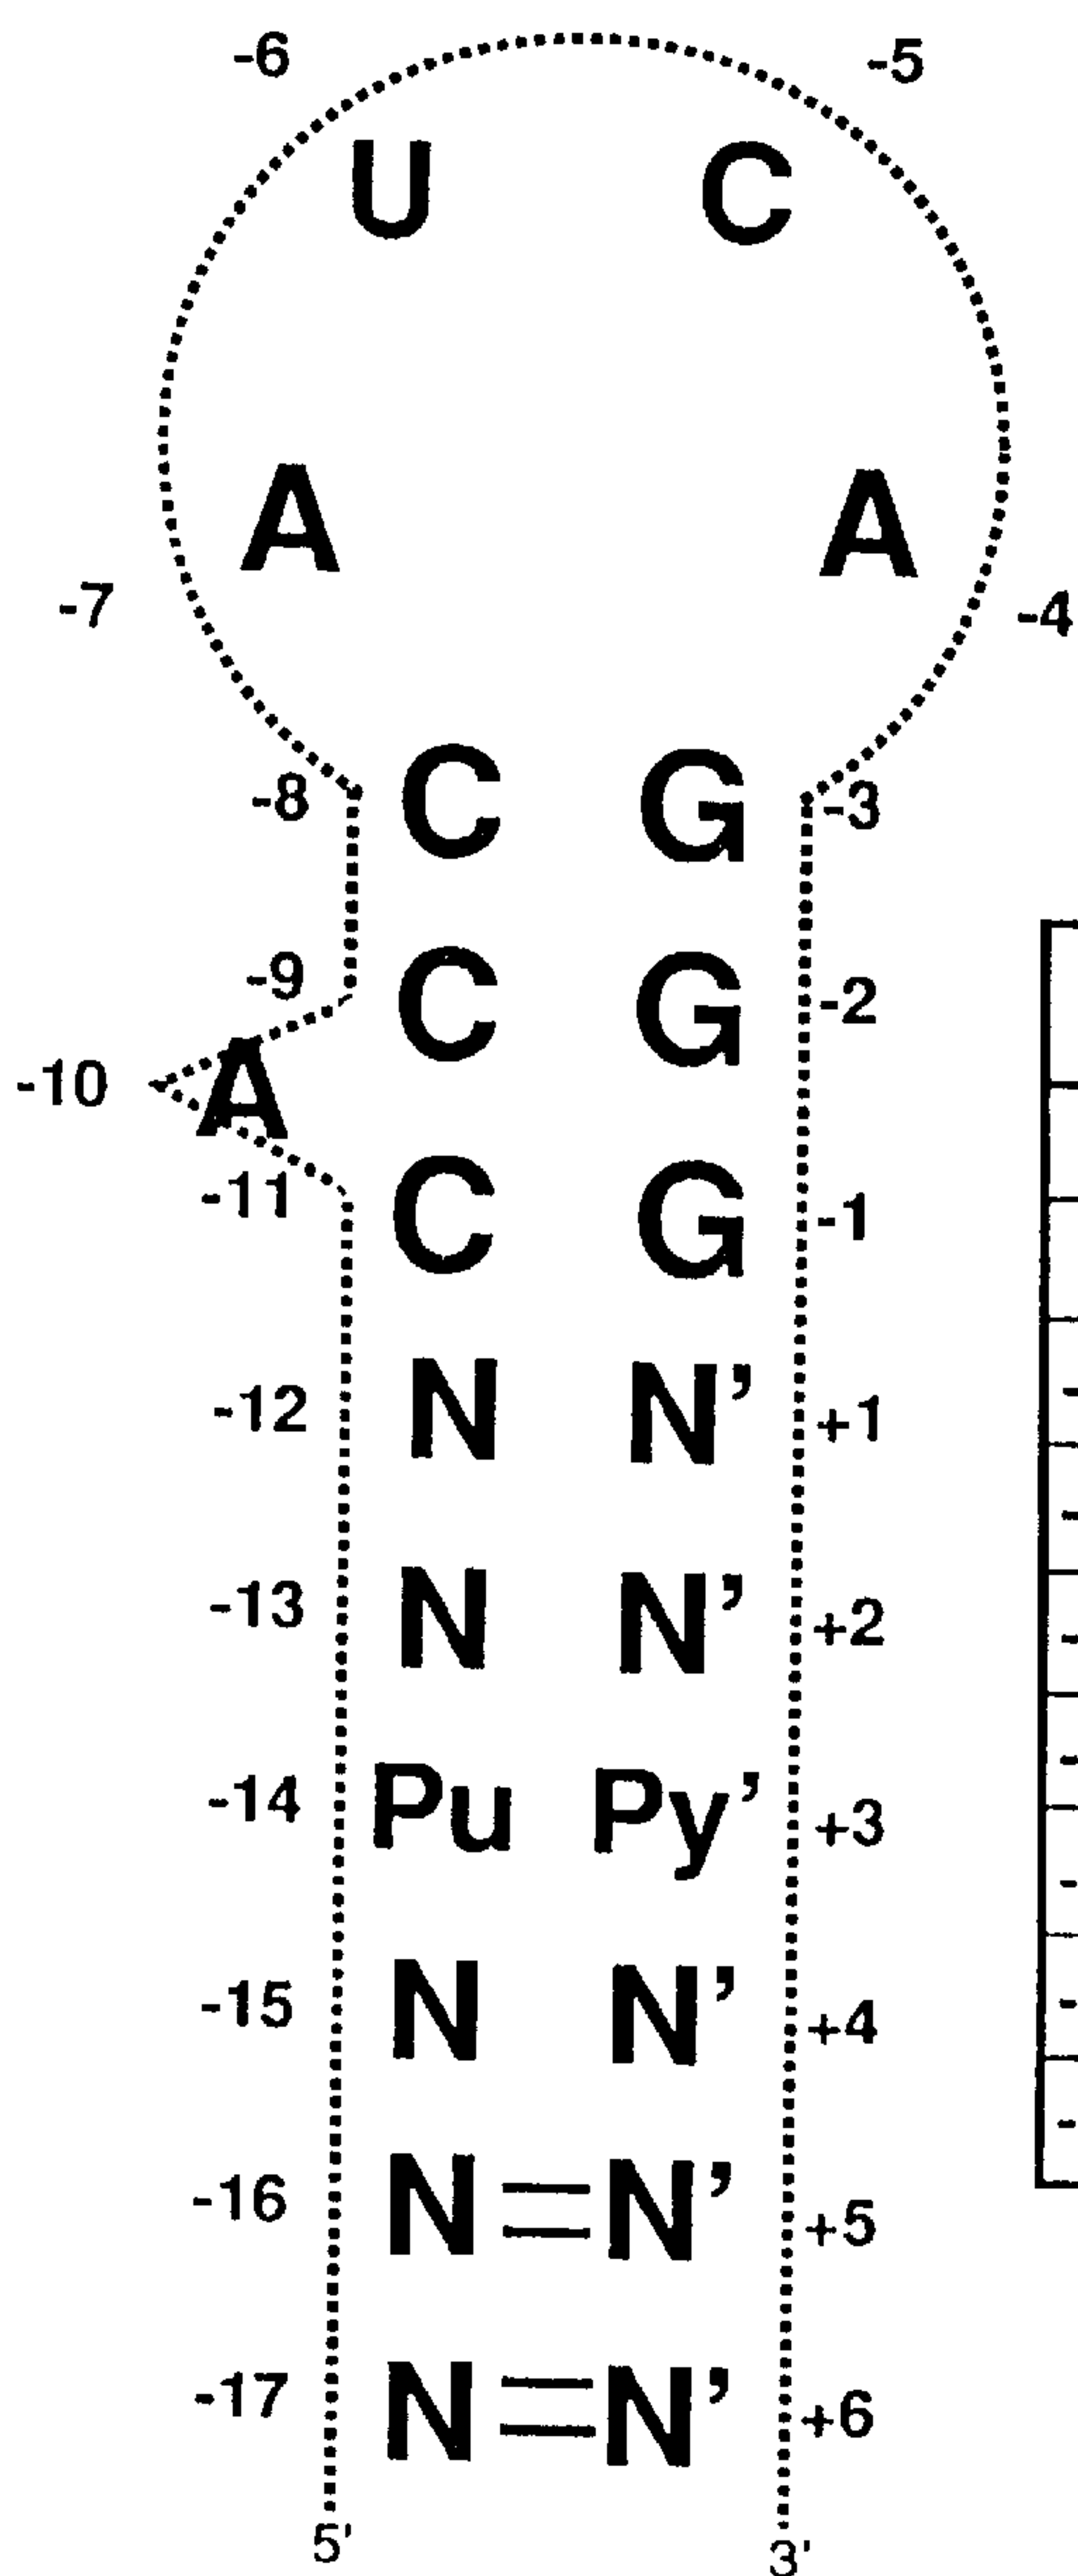 -6 -5
U C
A A
-7 -4
-8 C G -3
-9 C G -2
-10 A
-11 C G -1
-12 N N’ +1
-13 N N’ +2
-14 Pu Py’ +3
-15 N N’ +4
-16 N N’ +5
-17 N N’ +6
5' 3'